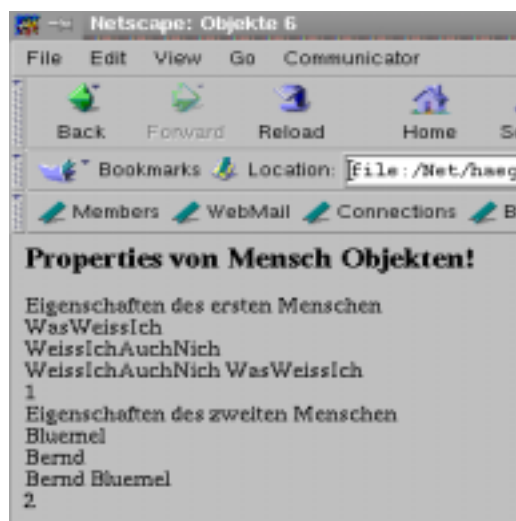 Netscape: Objekte 6
File Edit View Go Communicator
Back Forward Reload Home
Bookmarks Location: file:/Net/haeg
Members WebMail Connections B
Properties von Mensch Objekten!
Eigenschaften des ersten Menschen
WasWeissIch
WeissIchAuchNich
WeissIchAuchNich WasWeissIch
1
Eigenschaften des zweiten Menschen
Bluemel
Bernd
Bernd Bluemel
2